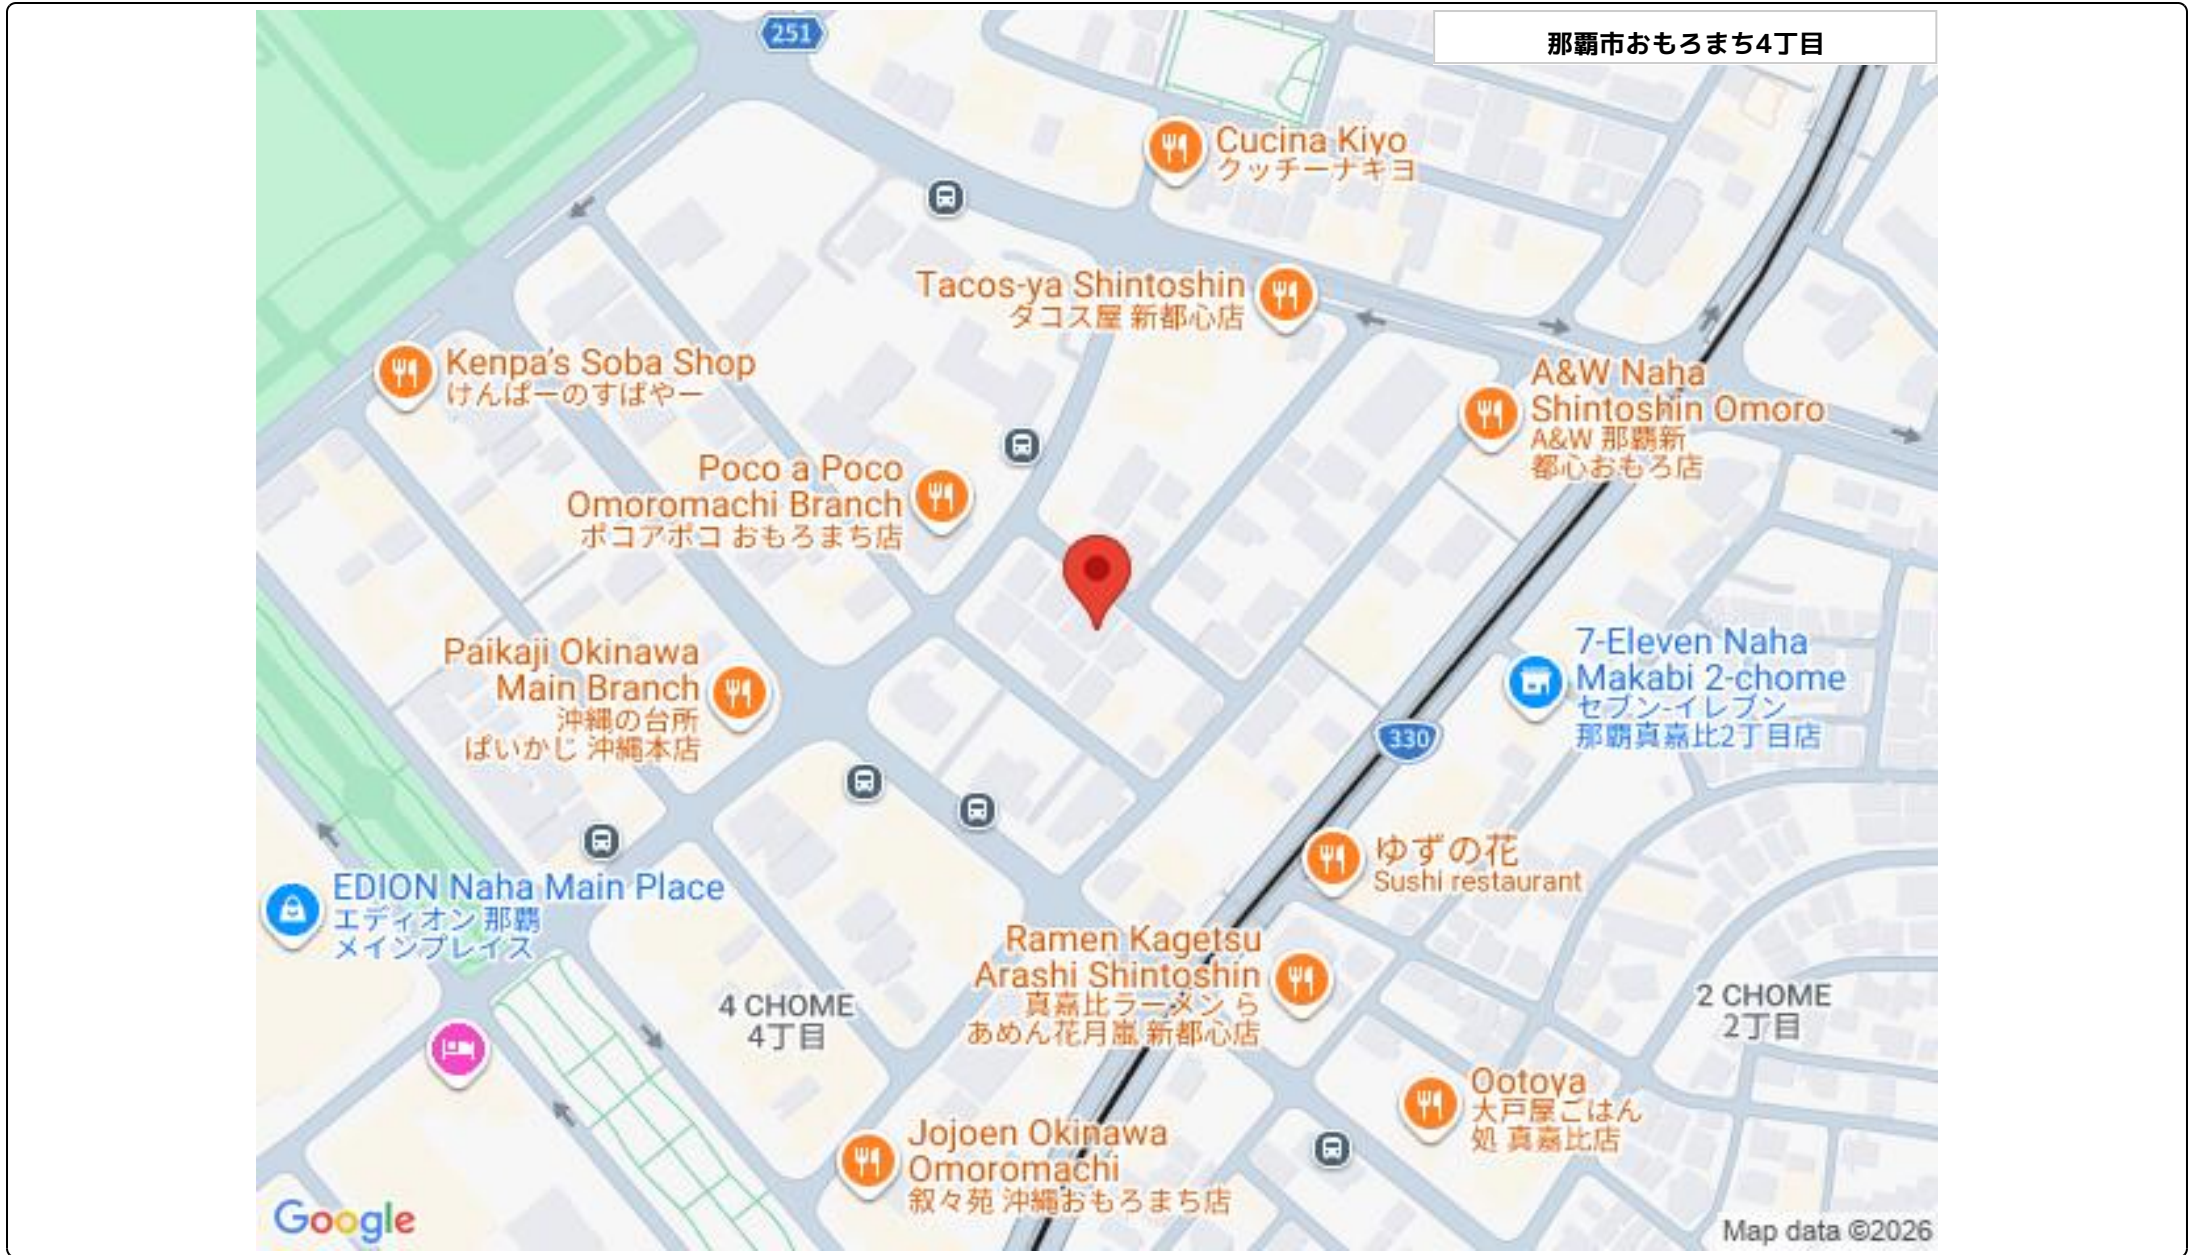 251
那覇市おもろまち4丁目
Cucina Kiyo
クッチーナキヨ
Tacos-ya Shintoshin
タコス屋 新都心店
Kenpa's Soba Shop
けんぱーのすばやー
A&W Naha
Shintoshin Omoro
A&W 那覇新
都心おもろ店
Poco a Poco
Omoromachi Branch
ポコアポコ おもろまち店
Paikaji Okinawa
Main Branch
沖縄の台所
ぱいかじ 沖縄本店
7-Eleven Naha
Makabi 2-chome
セブン-イレブン
那覇真嘉比2丁目店
330
ゆずの花
Sushi restaurant
EDION Naha Main Place
エディオン 那覇
メインプレイス
Ramen Kagetsu
Arashi Shintoshin
真嘉比ラーメン ら
あめん花月嵐 新都心店
4 CHOME
4丁目
2 CHOME
2丁目
Ootoya
大戸屋ごはん
処 真嘉比店
Jojoen Okinawa
Omoromachi
叙々苑 沖縄おもろまち店
Google
Map data ©2026